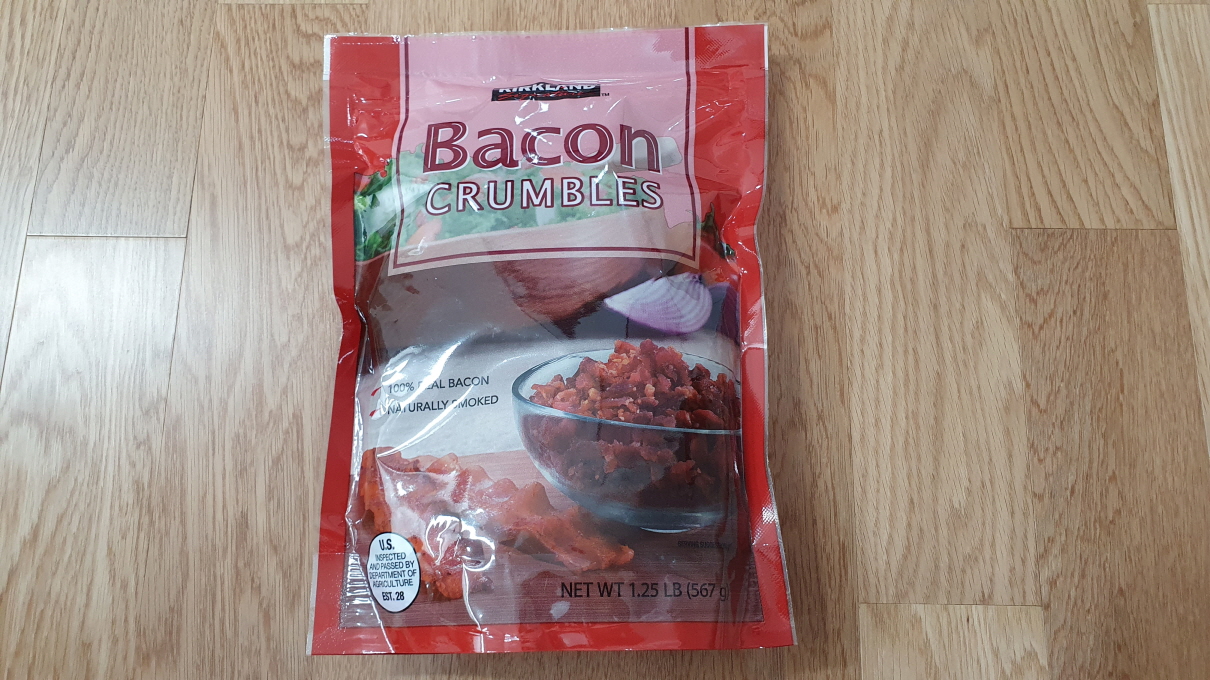 KIRKLAND
™
Bacon
CRUMBLES
100% REAL BACON
NATURALLY SMOKED
U.S.
INSPECTED
AND PASSED BY
DEPARTMENT OF
AGRICULTURE
EST. 28
NET WT 1.25 LB (567 g)